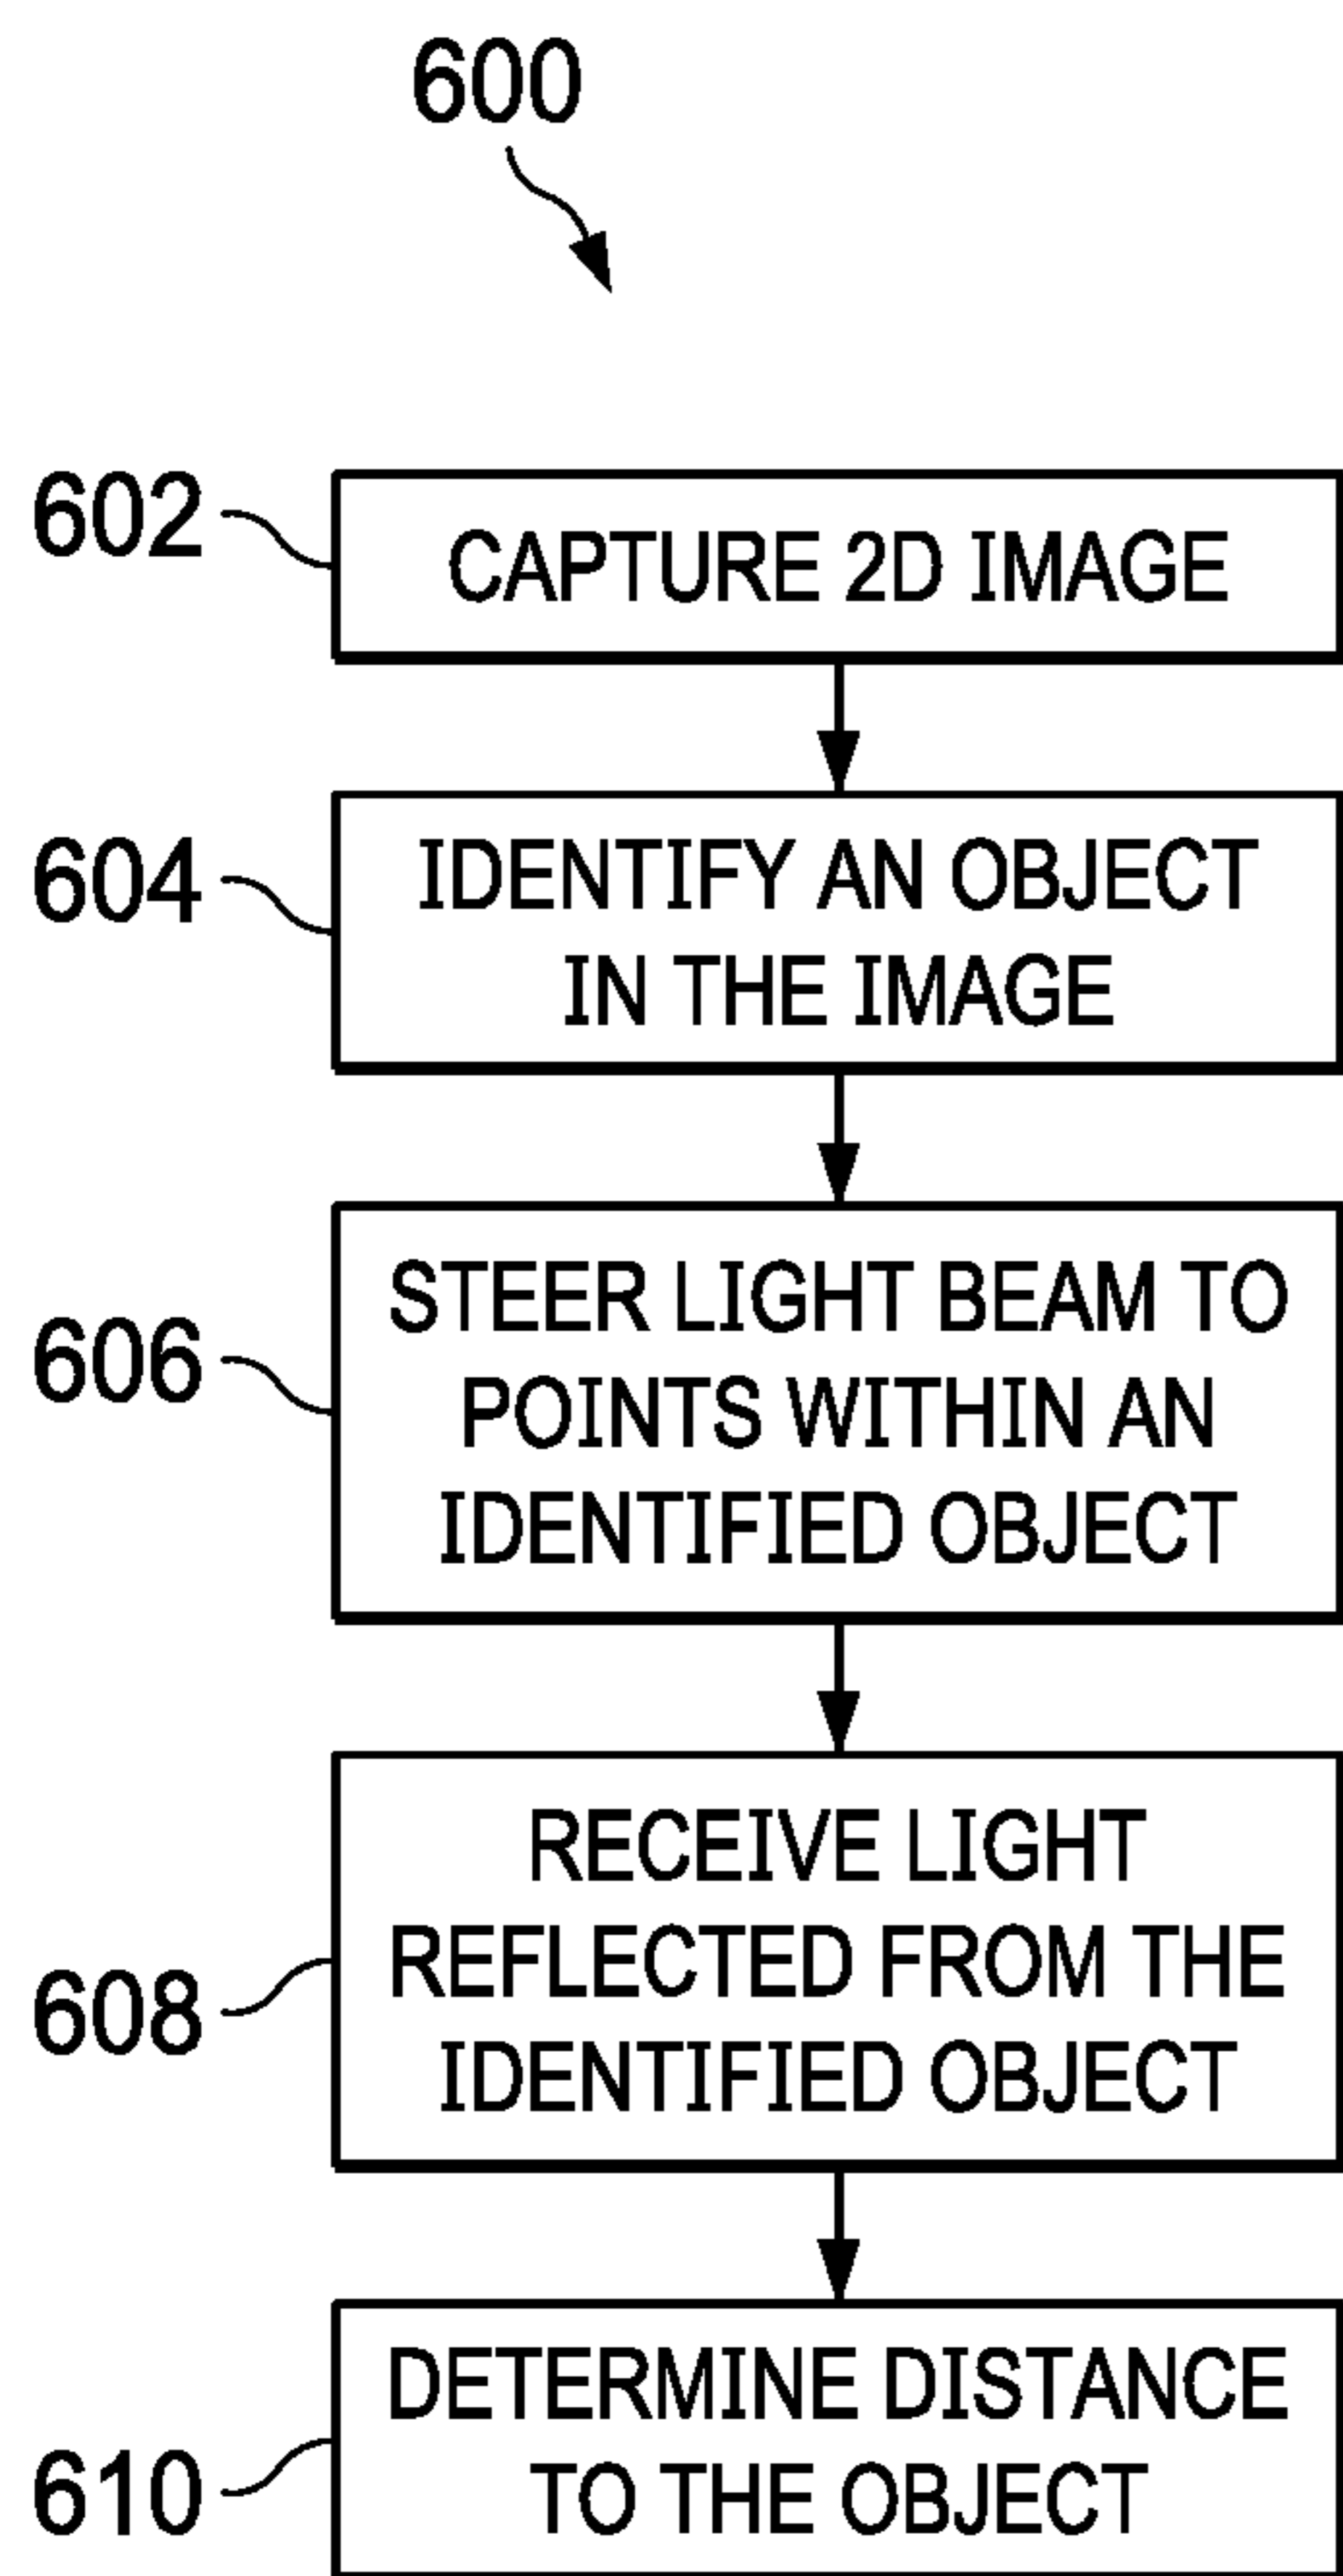 600
602
CAPTURE 2D IMAGE
604
IDENTIFY AN OBJECT
IN THE IMAGE
606
STEER LIGHT BEAM TO
POINTS WITHIN AN
IDENTIFIED OBJECT
608
RECEIVE LIGHT
REFLECTED FROM THE
IDENTIFIED OBJECT
610
DETERMINE DISTANCE
TO THE OBJECT